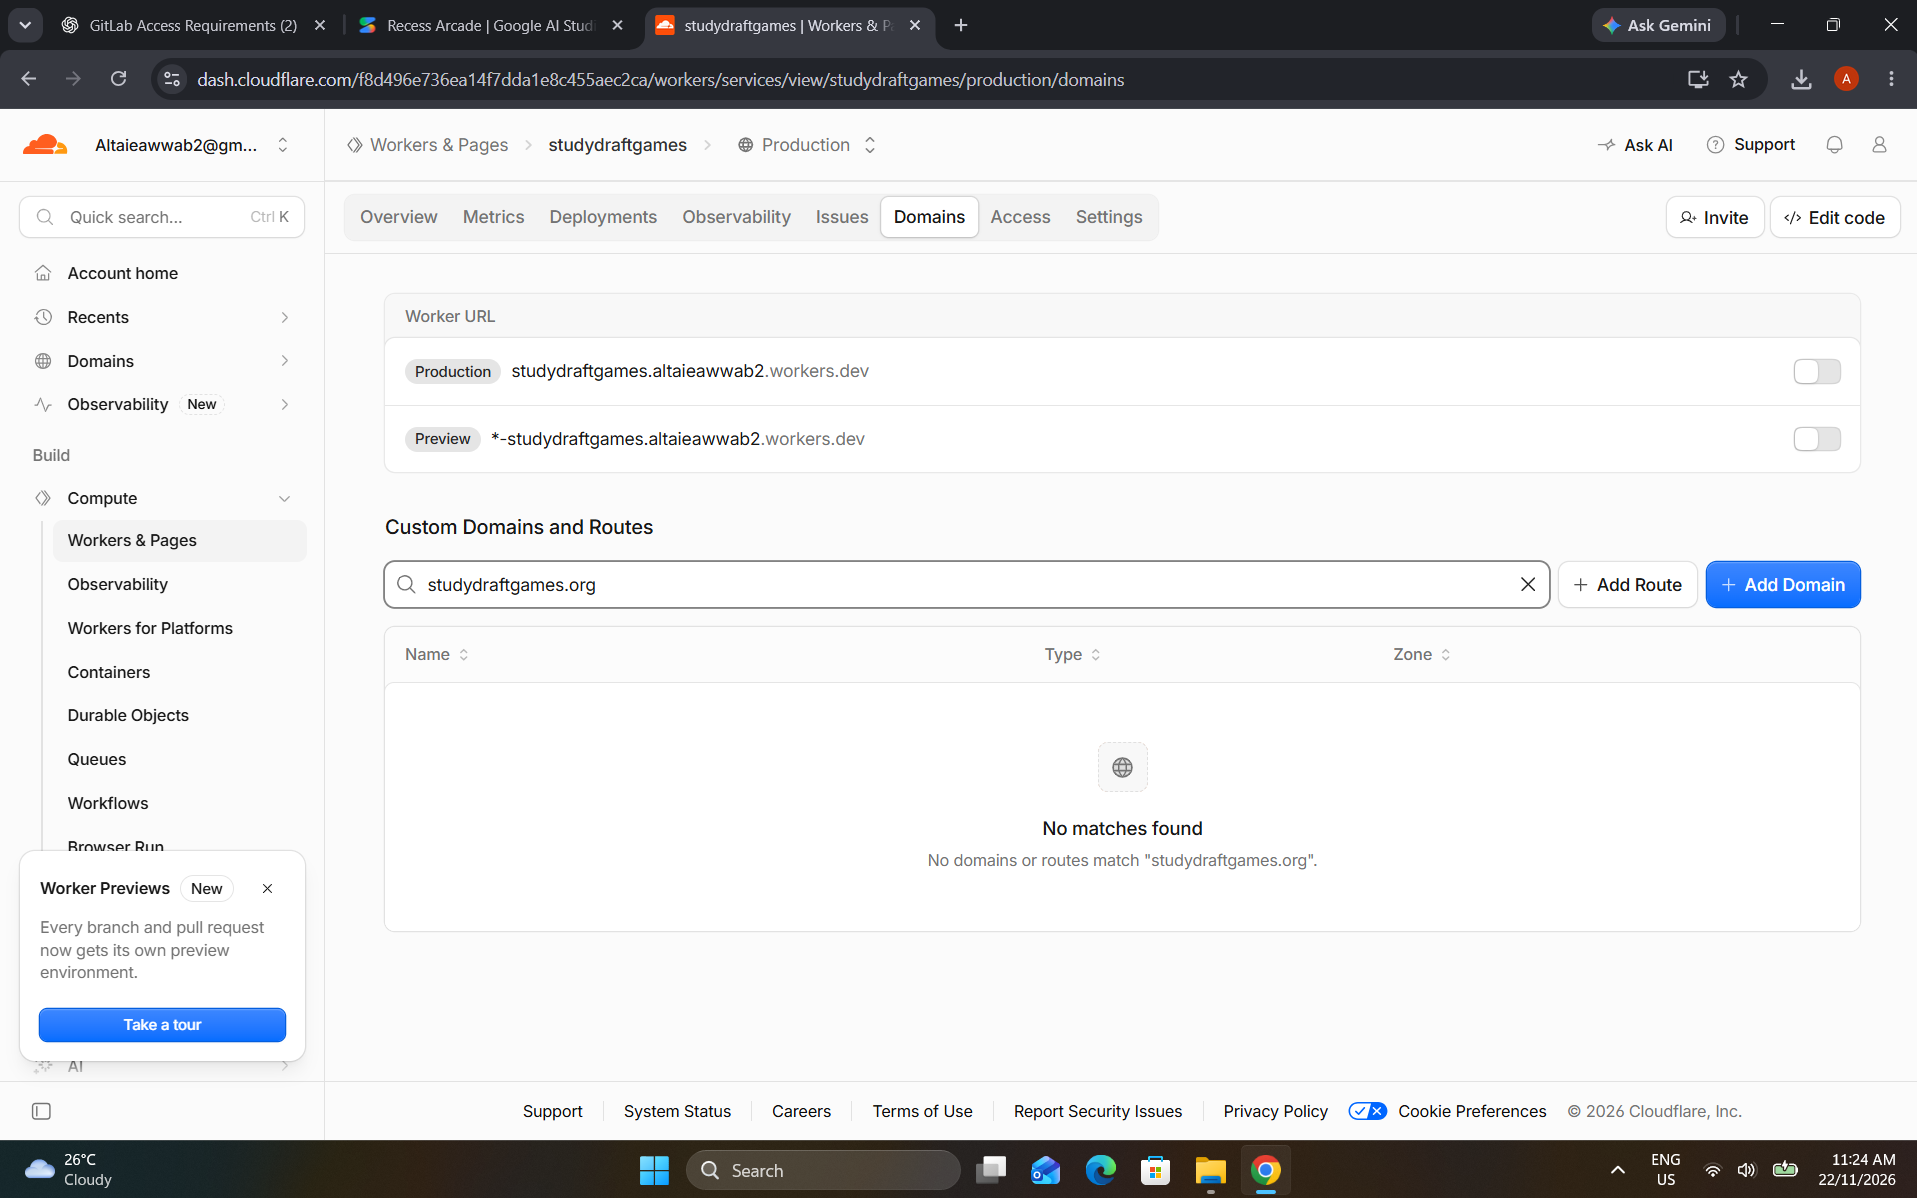 GitLab Access Requirements (2)
Recess Arcade | Google AI Studi
studydraftgames | Workers & Pa
Ask Gemini
dash.cloudflare.com/f8d496e736ea14f7dda1e8c455aec2ca/workers/services/view/studydraftgames/production/domains
A
Altaieawwab2@gm...
Workers & Pages
studydraftgames
Production
Ask AI
Support
Quick search...
Ctrl K
Overview
Metrics
Deployments
Observability
Issues
Domains
Access
Settings
Invite
</> Edit code
Account home
Recents
Domains
Observability
New
Build
Compute
Workers & Pages
Observability
Workers for Platforms
Containers
Durable Objects
Queues
Workflows
Browser Run
Worker Previews
New
Every branch and pull request
now gets its own preview
environment.
Take a tour
AI
Worker URL
Production
studydraftgames.altaieawwab2.workers.dev
Preview
*-studydraftgames.altaieawwab2.workers.dev
Custom Domains and Routes
studydraftgames.org
+ Add Route
+ Add Domain
Name
Type
Zone
No matches found
No domains or routes match "studydraftgames.org".
Support
System Status
Careers
Terms of Use
Report Security Issues
Privacy Policy
Cookie Preferences
© 2026 Cloudflare, Inc.
26°C
Cloudy
Search
ENG
US
11:24 AM
22/11/2026